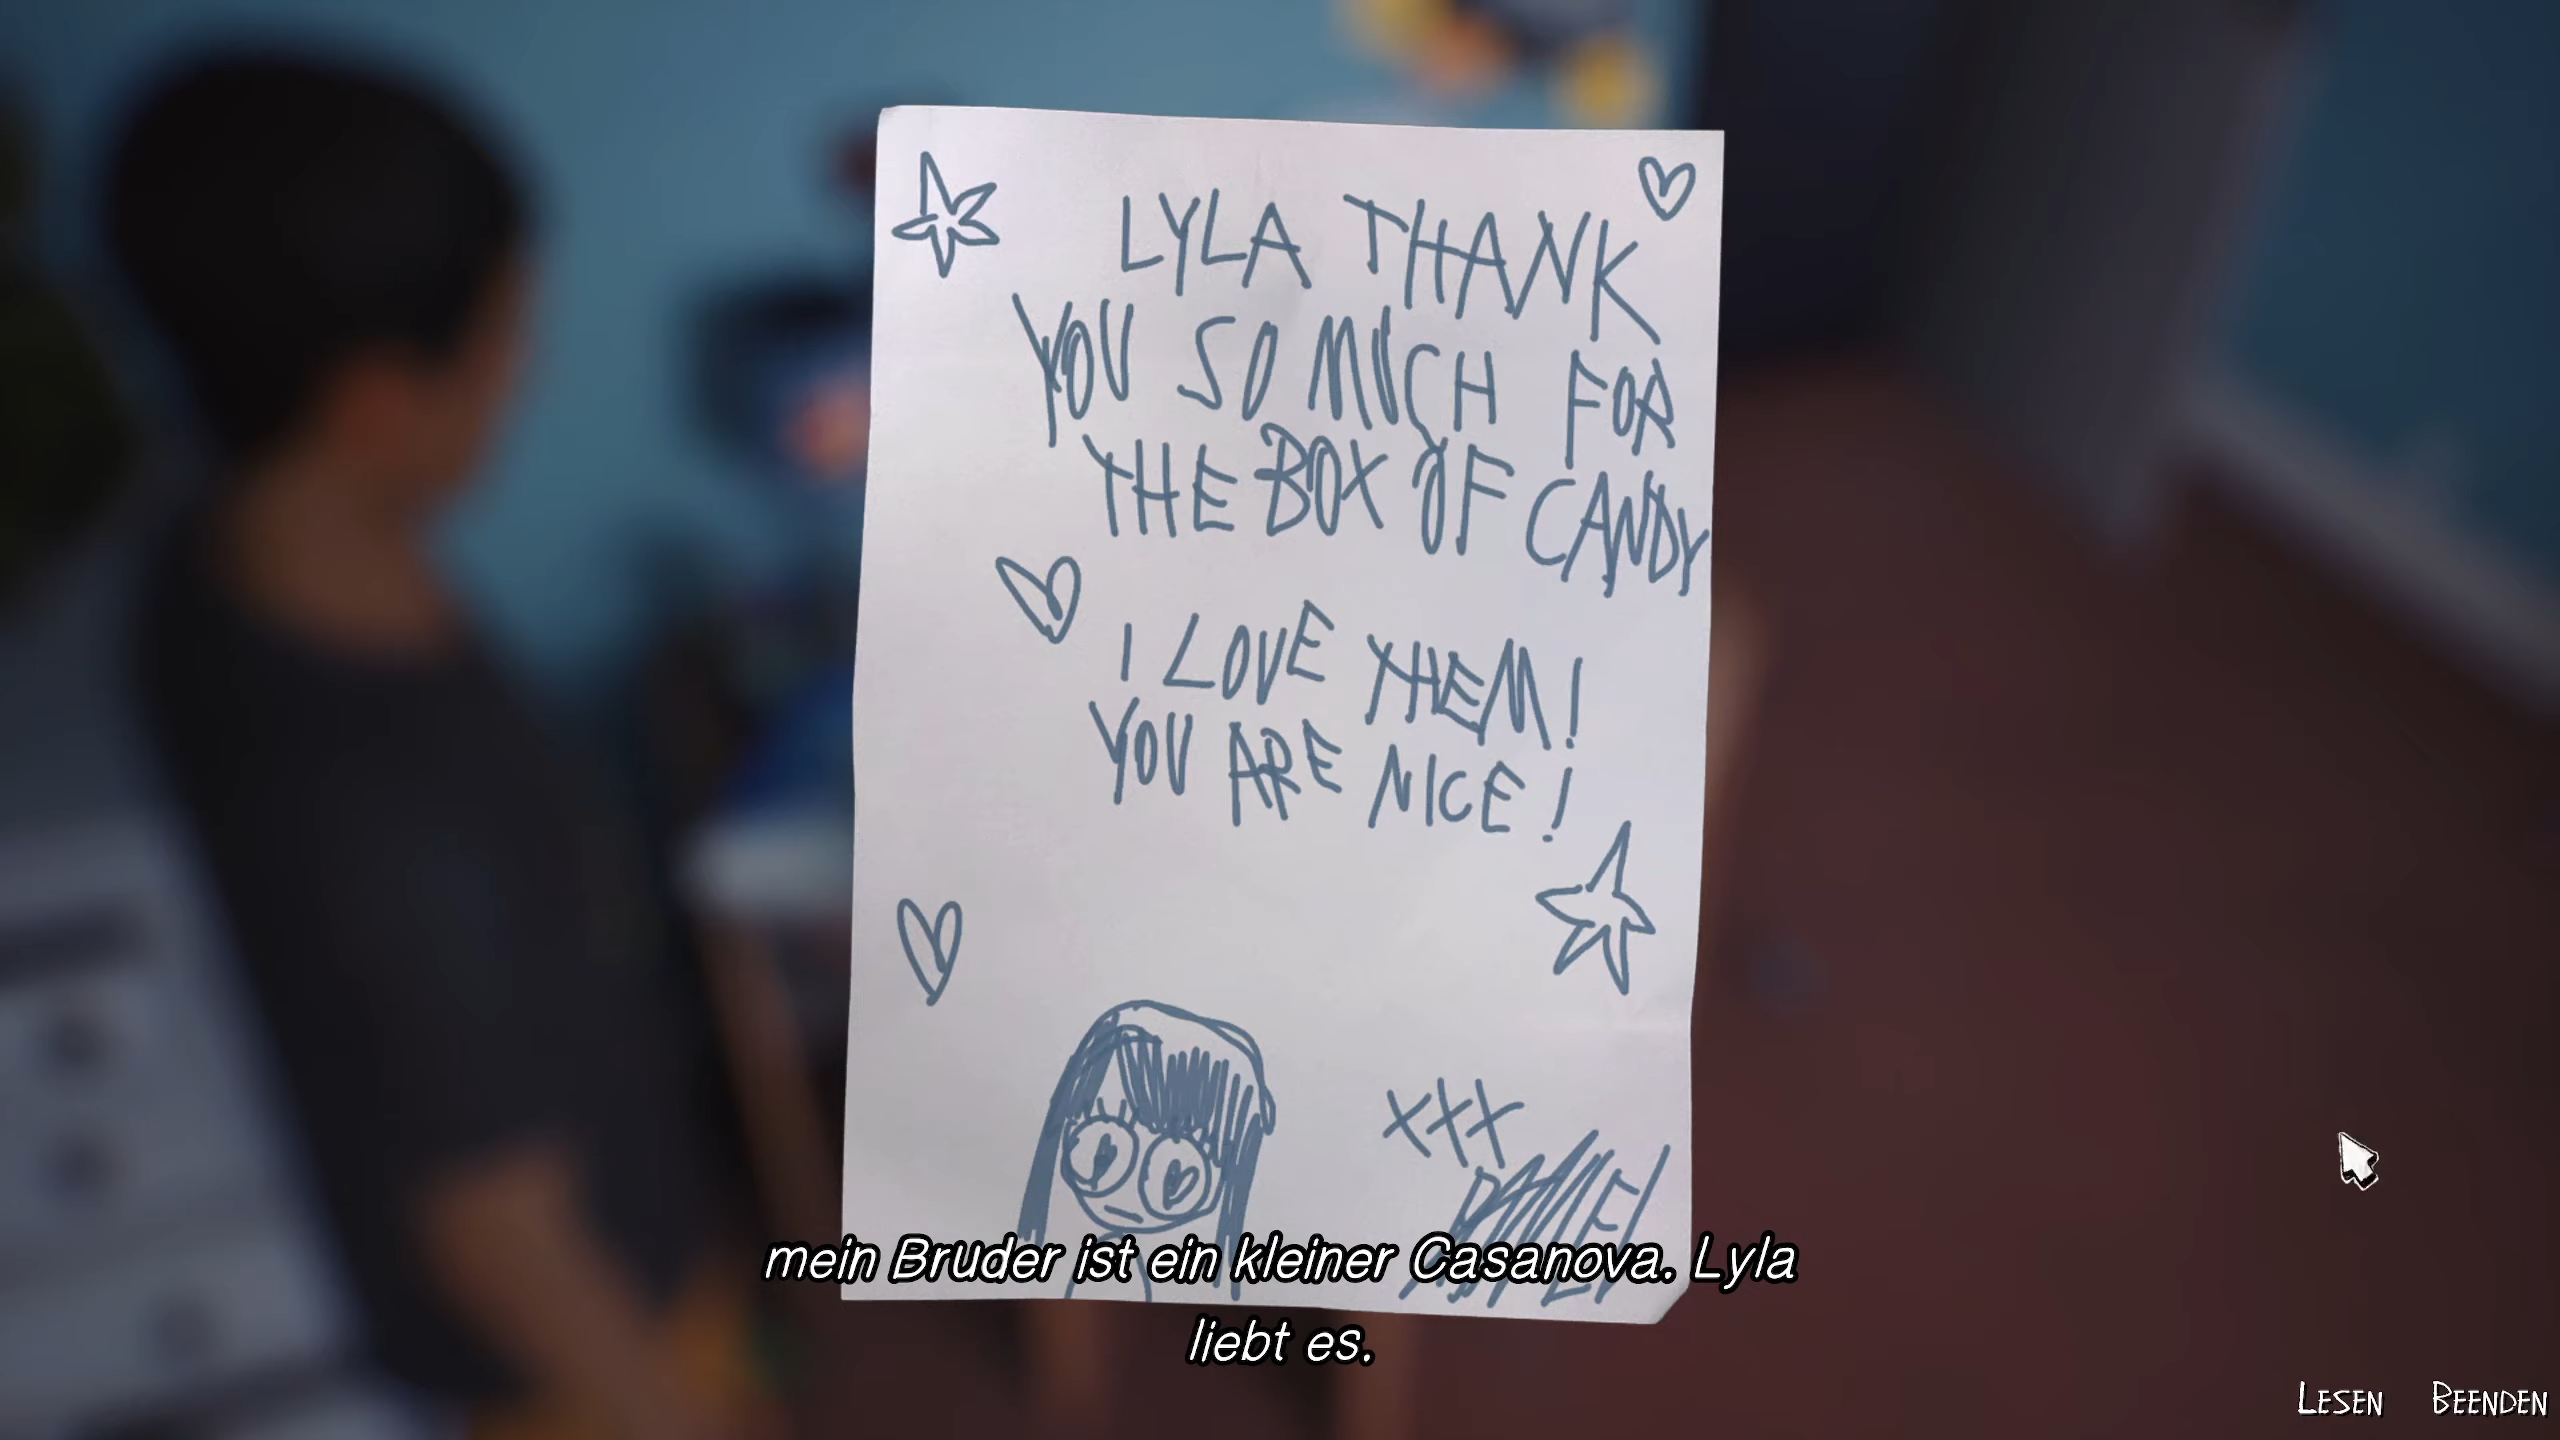 LYLA THANK
YOU SO MUCH FOR
THE BOX OF CANDY
I LOVE THEM!
YOU ARE NICE!
XXX
DANIEL
mein Bruder ist ein kleiner Casanova. Lyla
liebt es.
LESEN BEENDEN